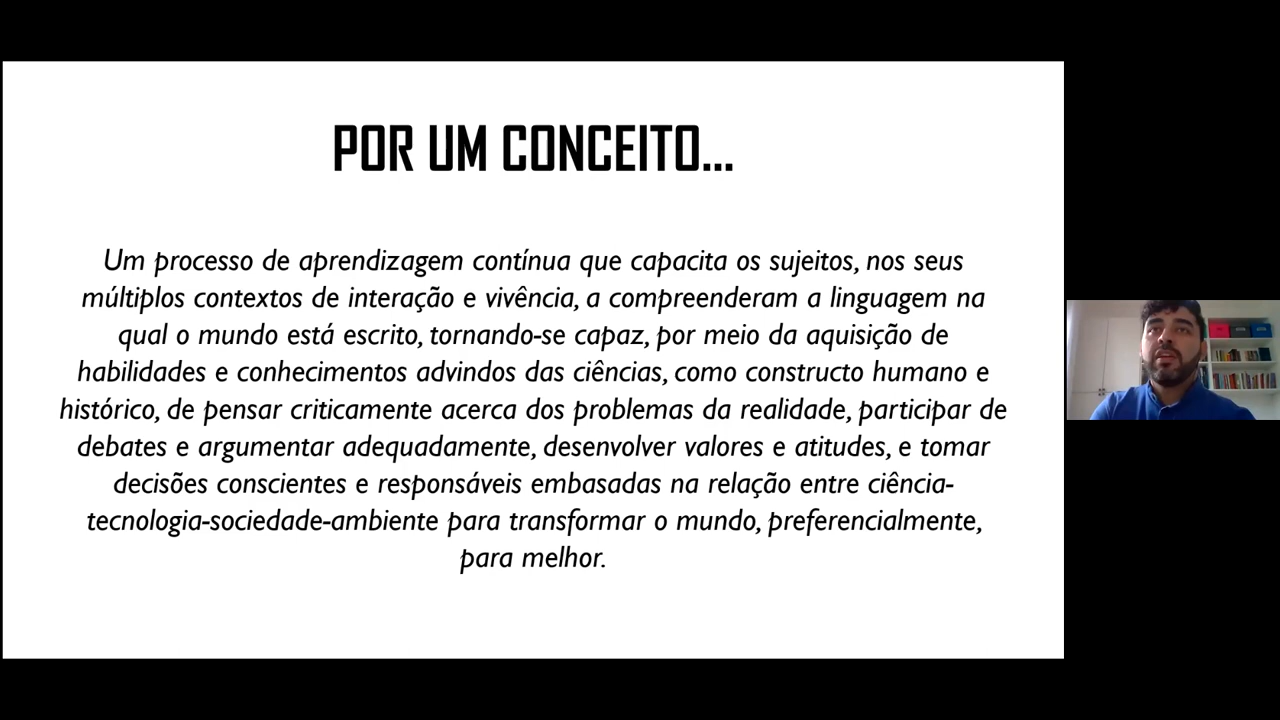 POR UM CONCEITO...
Um processo de aprendizagem contínua que capacita os sujeitos, nos seus
múltiplos contextos de interação e vivência, a compreenderam a linguagem na
qual o mundo está escrito, tornando-se capaz, por meio da aquisição de
habilidades e conhecimentos advindos das ciências, como constructo humano e
histórico, de pensar criticamente acerca dos problemas da realidade, participar de
debates e argumentar adequadamente, desenvolver valores e atitudes, e tomar
decisões conscientes e responsáveis embasadas na relação entre ciência-
tecnologia-sociedade-ambiente para transformar o mundo, preferencialmente,
para melhor.